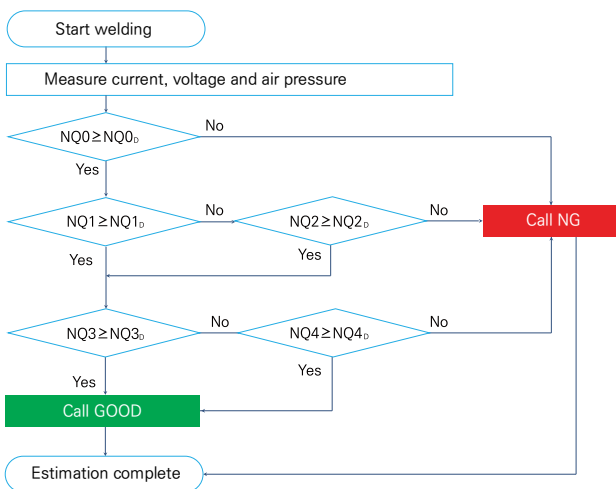 Start welding
Measure current, voltage and air pressure
NQ0≥NQ0D
No
Yes
NQ1≥NQ1D
No
NQ2≥NQ2D
No
Call NG
Yes
Yes
NQ3≥NQ3D
No
NQ4≥NQ4D
No
Yes
Yes
Call GOOD
Estimation complete